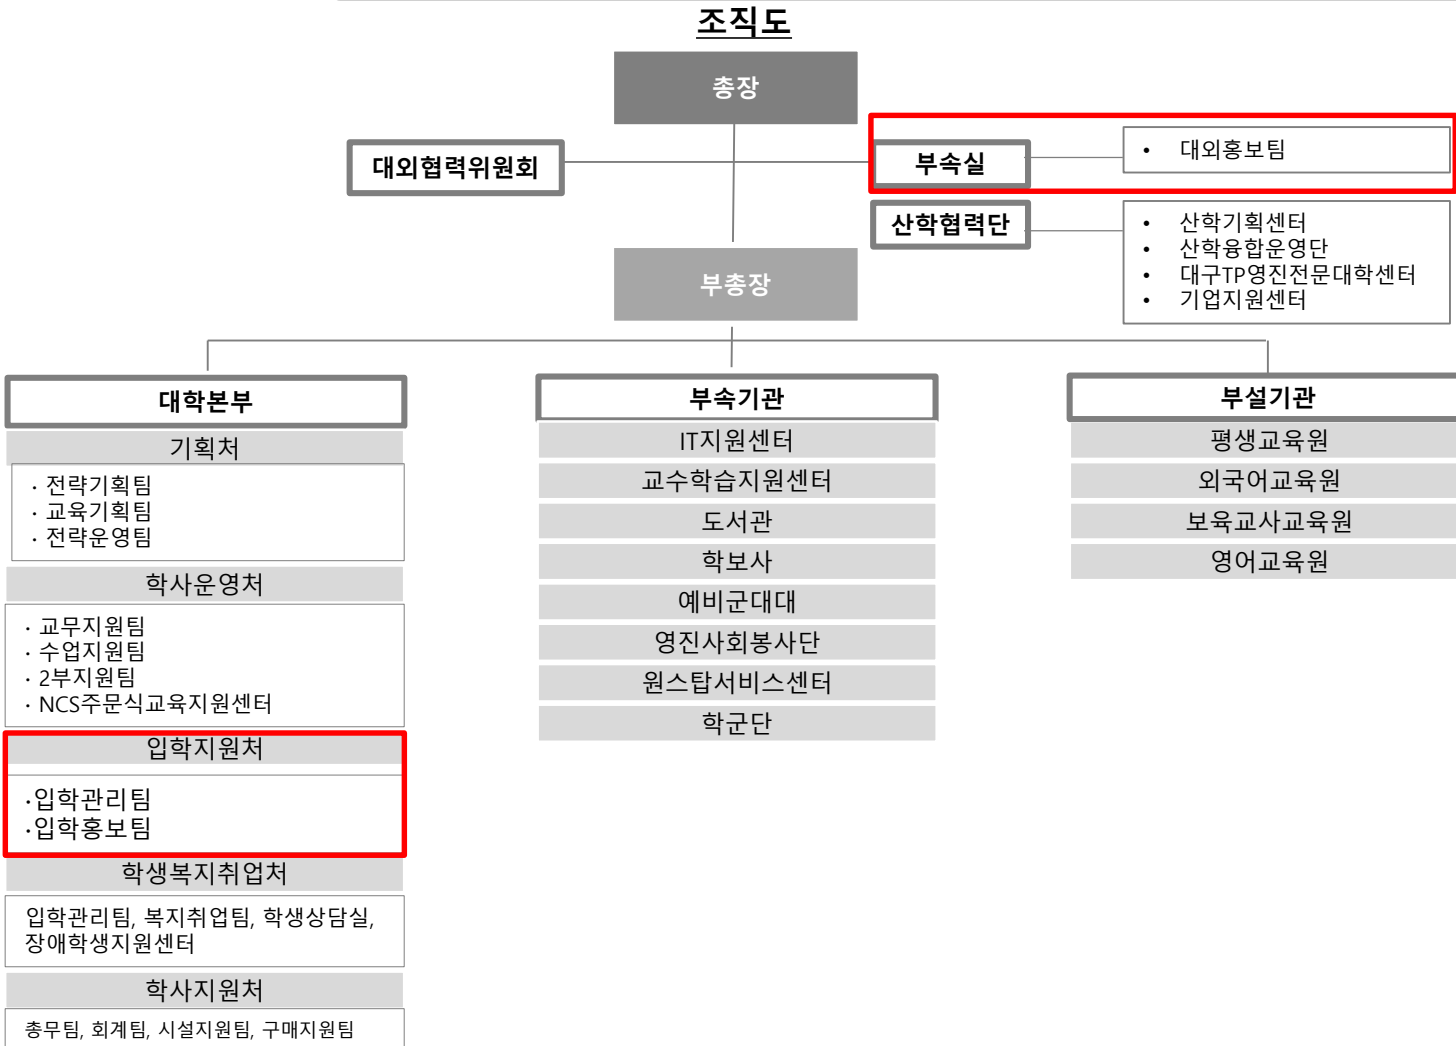 조직도
총장
대외협력위원회
부속실
• 대외홍보팀
산학협력단
• 산학기획센터
• 산학융합운영단
• 대구TP영진전문대학센터
• 기업지원센터
부총장
대학본부
기획처
· 전략기획팀
· 교육기획팀
· 전략운영팀
학사운영처
· 교무지원팀
· 수업지원팀
· 2부지원팀
· NCS주문식교육지원센터
입학지원처
·입학관리팀
·입학홍보팀
학생복지취업처
입학관리팀, 복지취업팀, 학생상담실,
장애학생지원센터
학사지원처
총무팀, 회계팀, 시설지원팀, 구매지원팀
부속기관
IT지원센터
교수학습지원센터
도서관
학보사
예비군대대
영진사회봉사단
원스탑서비스센터
학군단
부설기관
평생교육원
외국어교육원
보육교사교육원
영어교육원